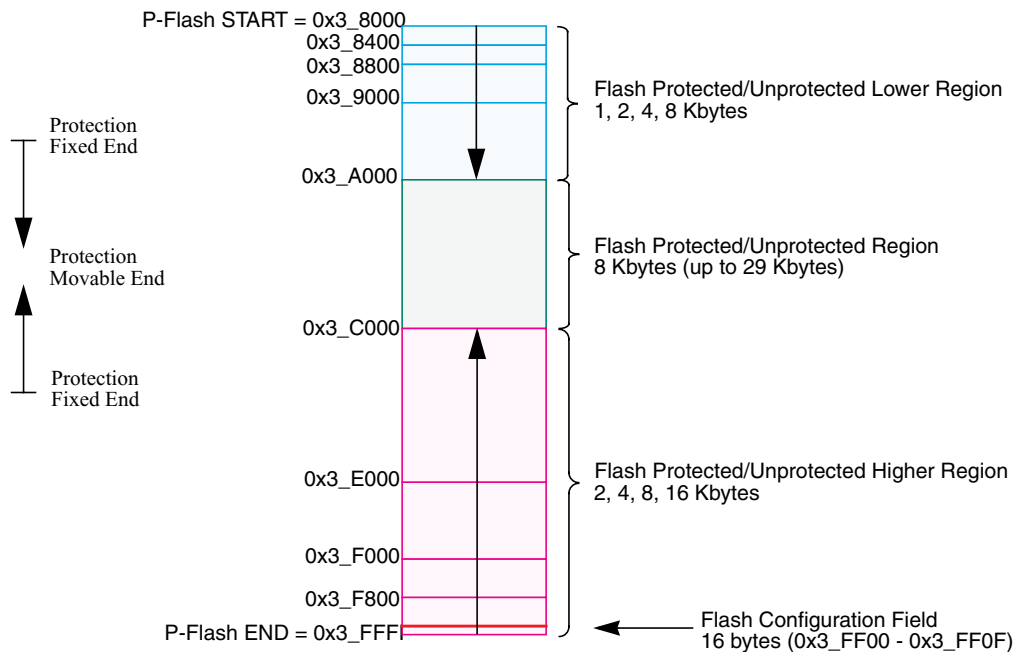 P-Flash START = 0x3_8000
0x3_8400
0x3_8800
0x3_9000
Flash Protected/Unprotected Lower Region
1, 2, 4, 8 Kbytes
Protection
Fixed End
0x3_A000
Protection
Movable End
Flash Protected/Unprotected Region
8 Kbytes (up to 29 Kbytes)
0x3_C000
Protection
Fixed End
0x3_E000
Flash Protected/Unprotected Higher Region
2, 4, 8, 16 Kbytes
0x3_F000
0x3_F800
P-Flash END = 0x3_FFF
Flash Configuration Field
16 bytes (0x3_FF00 - 0x3_FF0F)